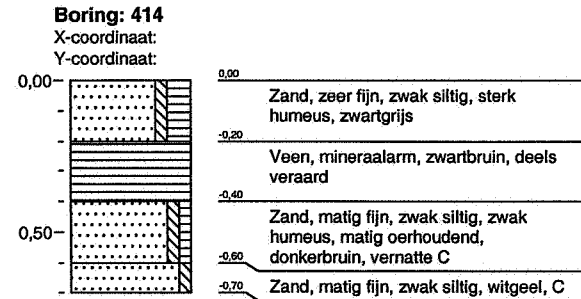 Boring: 414
X-coordinaat:
Y-coordinaat:
0,00
0,00
Zand, zeer fijn, zwak siltig, sterk
humeus, zwartgrijs
-0,20
Veen, mineraalarm, zwartbruin, deels
veraard
-0,40
Zand, matig fijn, zwak siltig, zwak
humeus, matig oerhoudend,
donkerbruin, vernatte C
0,50
-0,60
-0,70
Zand, matig fijn, zwak siltig, witgeel, C